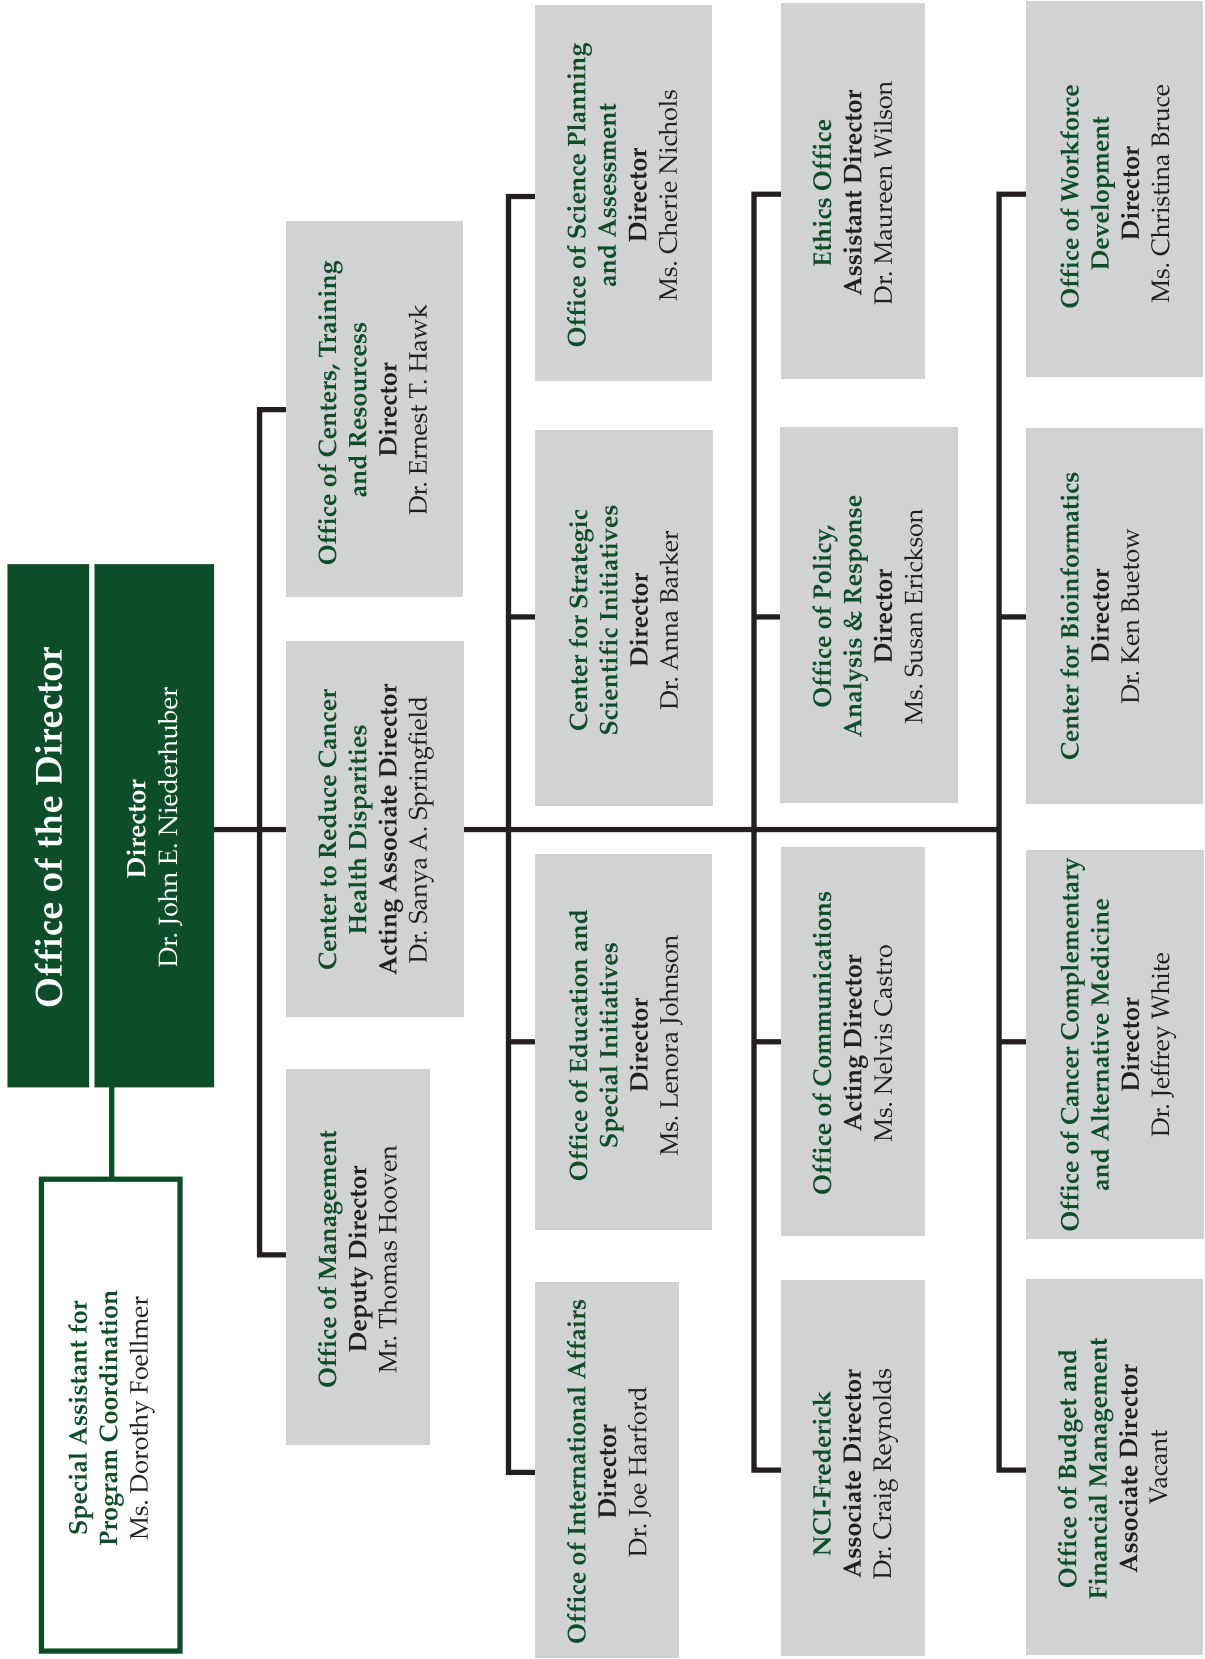 Office of the Director
Director
Dr. John E. Niederhuber
Special Assistant for
Program Coordination
Ms. Dorothy Foellmer
Office of Management
Deputy Director
Mr. Thomas Hooven
Center to Reduce Cancer
Health Disparities
Acting Associate Director
Dr. Sanya A. Springfield
Office of Centers, Training
and Resourcess
Director
Dr. Ernest T. Hawk
Office of International Affairs
Director
Dr. Joe Harford
Office of Education and
Special Initiatives
Director
Ms. Lenora Johnson
Center for Strategic
Scientific Initiatives
Director
Dr. Anna Barker
Office of Science Planning
and Assessment
Director
Ms. Cherie Nichols
NCI-Frederick
Associate Director
Dr. Craig Reynolds
Office of Communications
Acting Director
Ms. Nelvis Castro
Office of Policy,
Analysis & Response
Director
Ms. Susan Erickson
Ethics Office
Assistant Director
Dr. Maureen Wilson
Office of Budget and
Financial Management
Associate Director
Vacant
Office of Cancer Complementary
and Alternative Medicine
Director
Dr. Jeffrey White
Center for Bioinformatics
Director
Dr. Ken Buetow
Office of Workforce
Development
Director
Ms. Christina Bruce